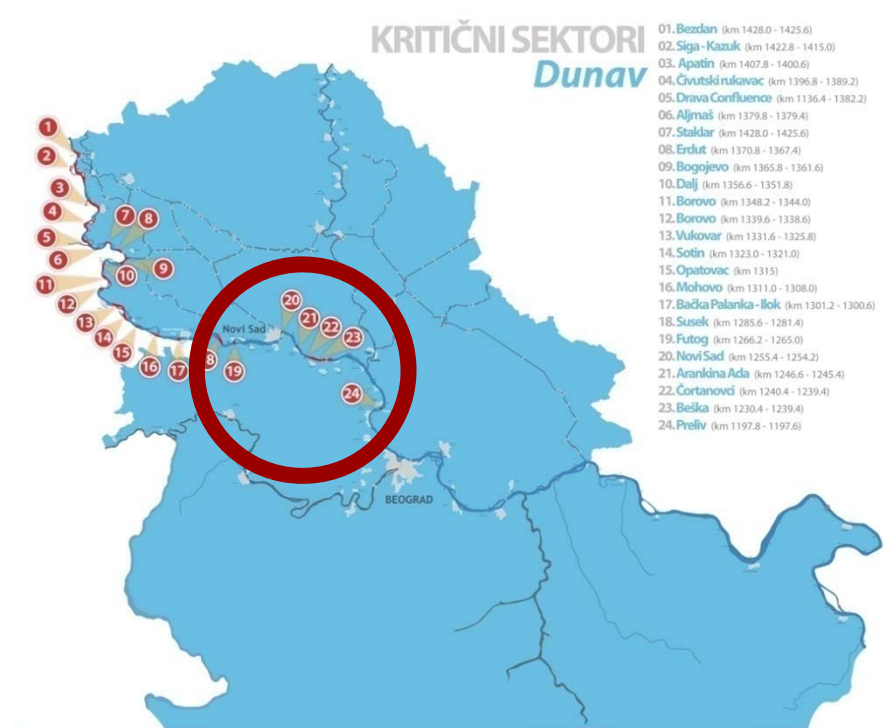 KRITIČNI SEKTORI
Dunav
01. Bezdan (km 1428.0 - 1425.6)
02. Siga - Kazuk (km 1422.8 - 1415.0)
03. Apatin (km 1407.8 - 1400.6)
04. Čivutski rukavac (km 1396.8 - 1389.2)
05. Drava Confluence (km 1136.4 - 1382.2)
06. Aljmaš (km 1379.8 - 1379.4)
07. Staklar (km 1428.0 - 1425.6)
08. Erdut (km 1370.8 - 1367.4)
09. Bogojevo (km 1365.8 - 1361.6)
10. Dalj (km 1356.6 - 1351.8)
11. Borovo (km 1348.2 - 1344.0)
12. Borovo (km 1339.6 - 1338.6)
13. Vukovar (km 1331.6 - 1325.8)
14. Sotin (km 1323.0 - 1321.0)
15. Opatovac (km 1315)
16. Mohovo (km 1311.0 - 1308.0)
17. Bačka Palanka - Ilok (km 1301.2 - 1300.6)
18. Susek (km 1285.6 - 1281.4)
19. Futog (km 1266.2 - 1265.0)
20. Novi Sad (km 1255.4 - 1254.2)
21. Arankina Ada (km 1246.6 - 1245.4)
22. Čortanovci (km 1240.4 - 1239.4)
23. Beška (km 1230.4 - 1239.4)
24. Preliv (km 1197.8 - 1197.6)
1
2
3
4
5
6
7
8
9
10
11
12
13
14
15
16
17
8
19
Novi Sad
20
21
22
23
24
BEOGRAD